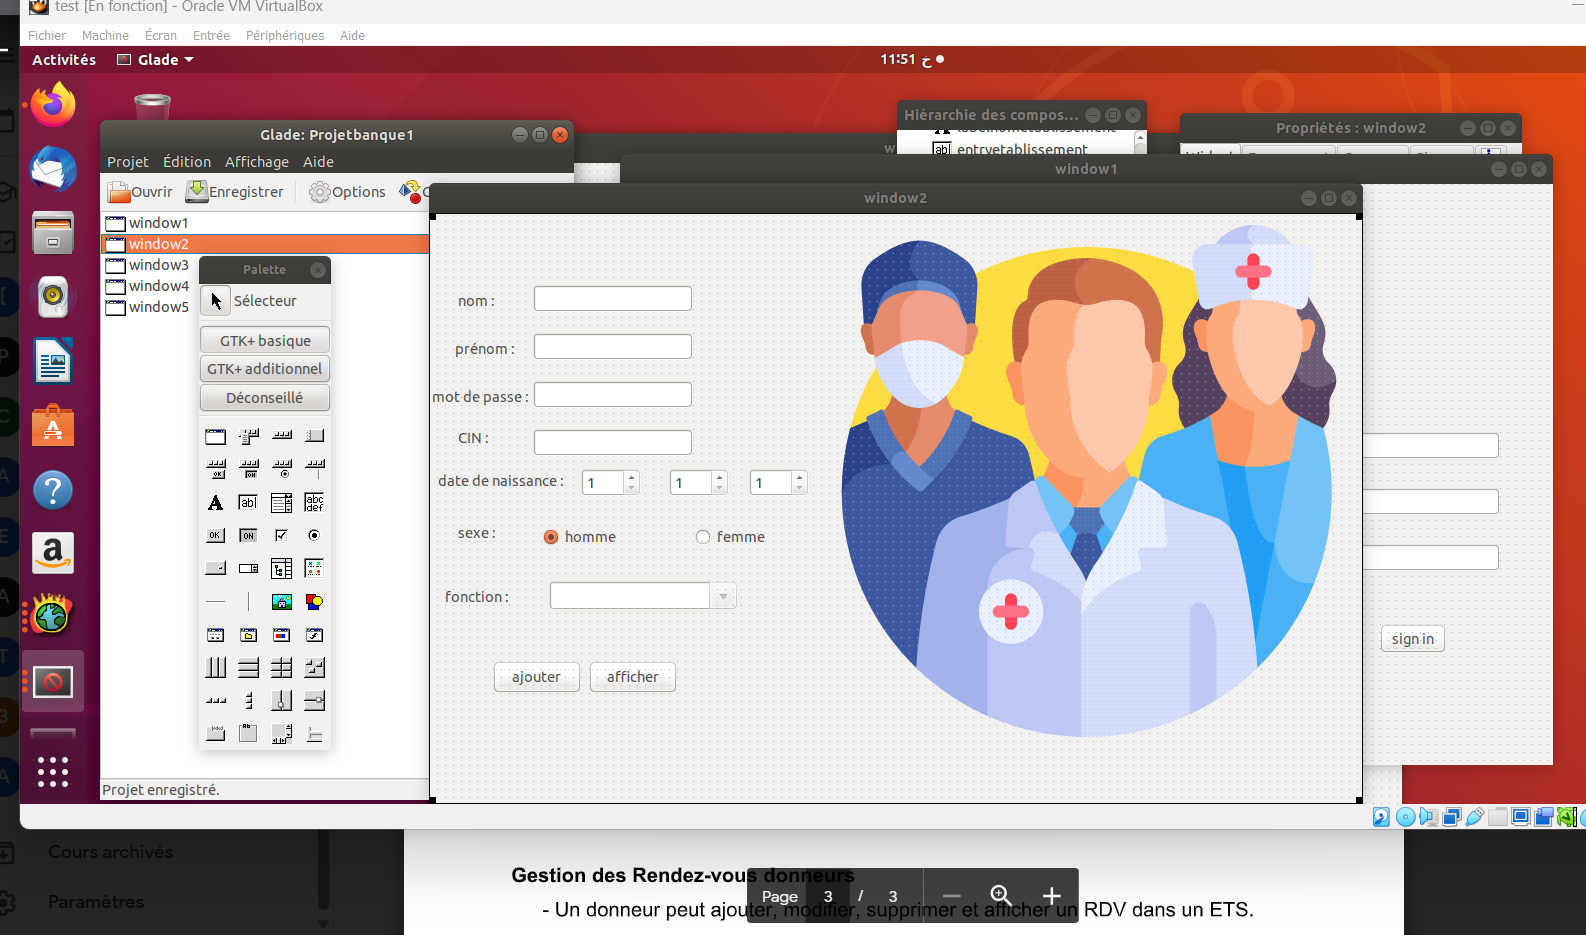 test [En fonction] - Oracle VM VirtualBox
Fichier Machine Écran Entrée Périphériques Aide
Activités Glade 11:51 خ
Hiérarchie des compos...
Propriétés : window2
entryetablissement
Glade: Projetbanque1
Projet Édition Affichage Aide
Ouvrir Enregistrer Options
window1
window2
window3
window4
window5
Projet enregistré.
Palette
Sélecteur
GTK+ basique
GTK+ additionnel
Déconseillé
window1
sign in
window2
nom :
prénom :
mot de passe :
CIN :
date de naissance : 1 1 1
sexe : homme femme
fonction :
ajouter afficher
Cours archivés
Paramètres
Gestion des Rendez-vous donneurs
- Un donneur peut ajouter, modifier, supprimer et afficher un RDV dans un ETS.
Page 3 / 3